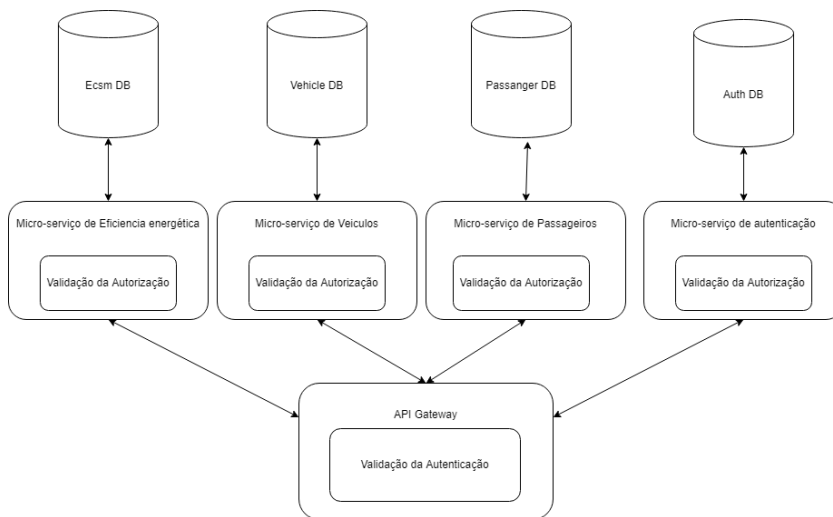 Ecsm DB
Vehicle DB
Passanger DB
Auth DB
Micro-serviço de Eficiencia energética
Micro-serviço de Veiculos
Micro-serviço de Passageiros
Micro-serviço de autenticação
Validação da Autorização
Validação da Autorização
Validação da Autorização
Validação da Autorização
API Gateway
Validação da Autenticação